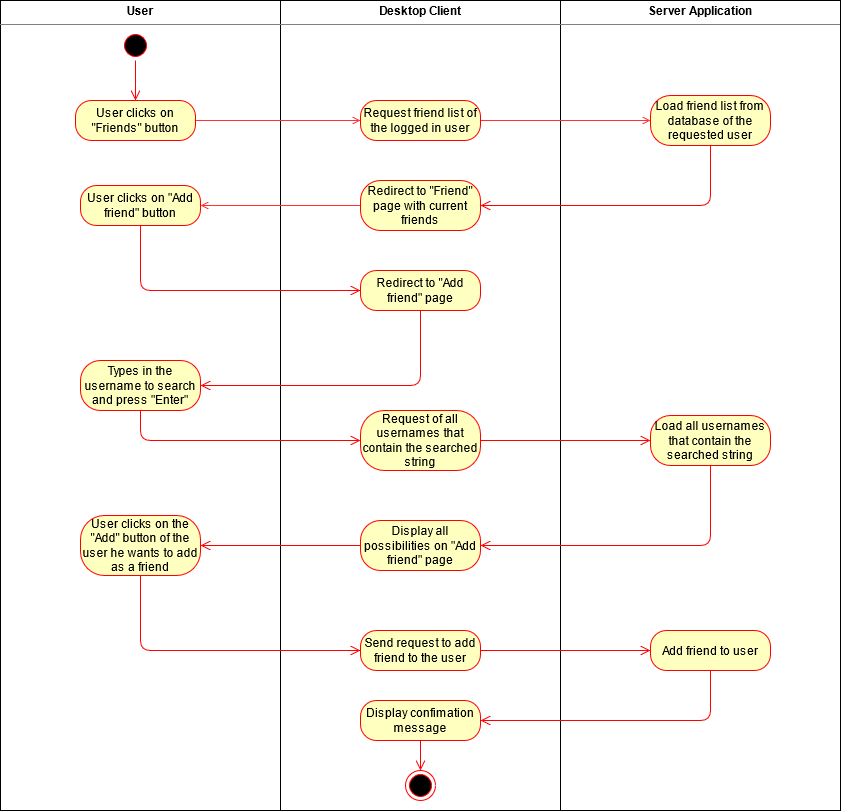 User
Desktop Client
Server Application
User clicks on
"Friends" button
Request friend list of
the logged in user
Load friend list from
database of the
requested user
User clicks on "Add
friend" button
Redirect to "Friend"
page with current
friends
Redirect to "Add
friend" page
Types in the
username to search
and press "Enter"
Request of all
usernames that
contain the searched
string
Load all usernames
that contain the
searched string
User clicks on the
"Add" button of the
user he wants to add
as a friend
Display all
possibilities on "Add
friend" page
Send request to add
friend to the user
Add friend to user
Display confimation
message